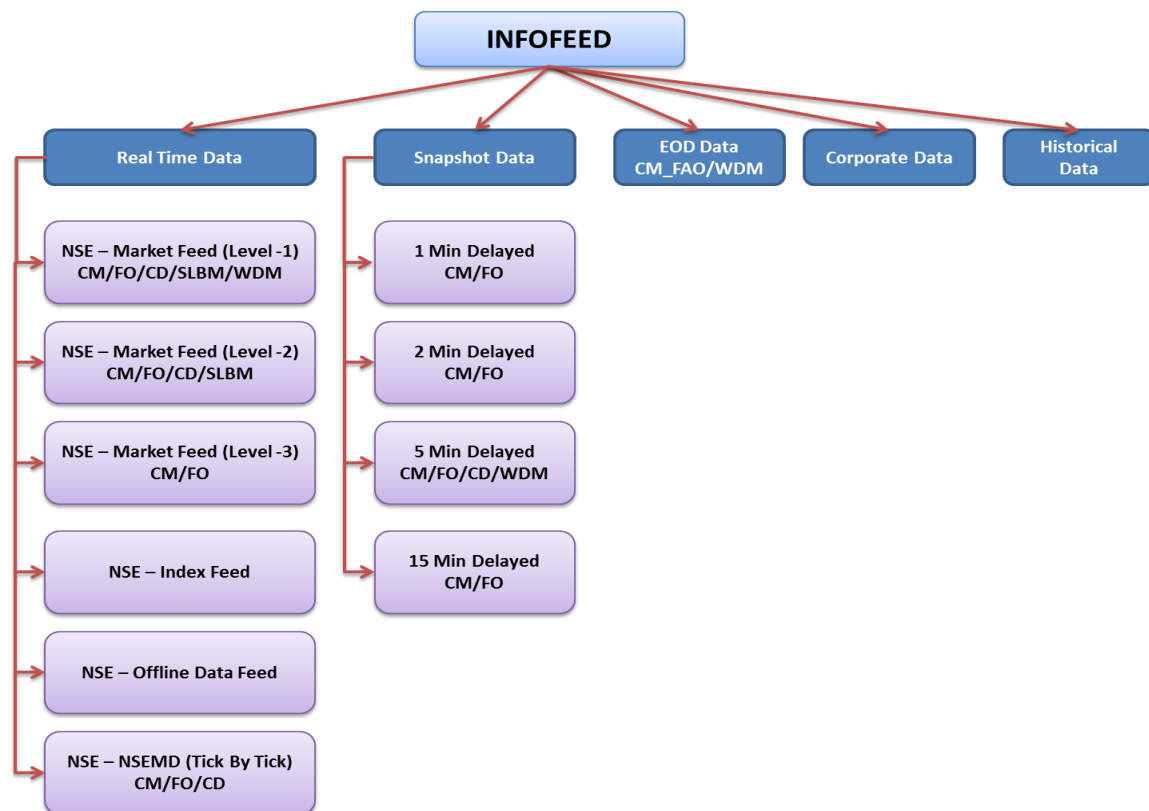 INFOFEED
Real Time Data
Snapshot Data
EOD Data
CM_FAO/WDM
Corporate Data
Historical
Data
NSE – Market Feed (Level -1)
CM/FO/CD/SLBM/WDM
NSE – Market Feed (Level -2)
CM/FO/CD/SLBM
NSE – Market Feed (Level -3)
CM/FO
NSE – Index Feed
NSE – Offline Data Feed
NSE – NSEMD (Tick By Tick)
CM/FO/CD
1 Min Delayed
CM/FO
2 Min Delayed
CM/FO
5 Min Delayed
CM/FO/CD/WDM
15 Min Delayed
CM/FO